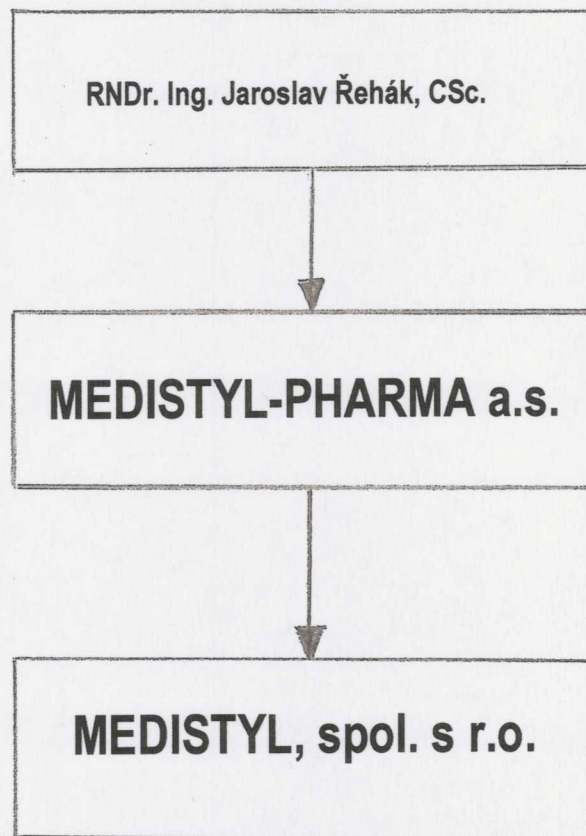 RNDr. Ing. Jaroslav Řehák, CSc.
MEDISTYL-PHARMA a.s.
MEDISTYL, spol. s r.o.